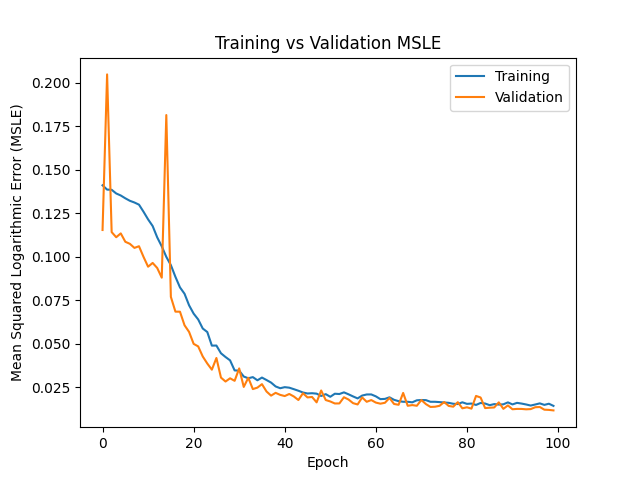 Training vs Validation MSLE
Training
Validation
Mean Squared Logarithmic Error (MSLE)
0.200
0.175
0.150
0.125
0.100
0.075
0.050
0.025
0
20
40
60
80
100
Epoch